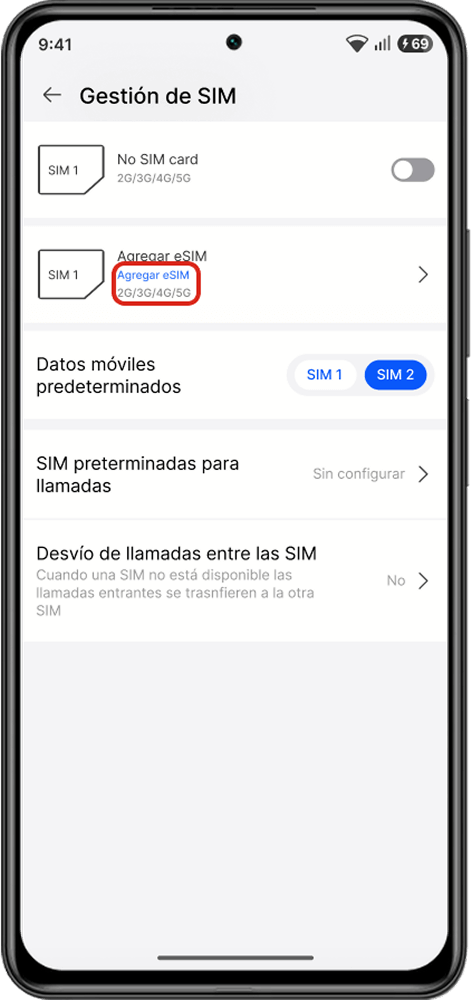 9:41
69
Gestión de SIM
SIM 1
No SIM card
2G/3G/4G/5G
SIM 1
Agregar eSIM
Agregar eSIM
2G/3G/4G/5G
Datos móviles
predeterminados
SIM 1
SIM 2
SIM preterminadas para
llamadas
Sin configurar
Desvío de llamadas entre las SIM
Cuando una SIM no está disponible las
llamadas entrantes se trasnfieren a la otra
SIM
No